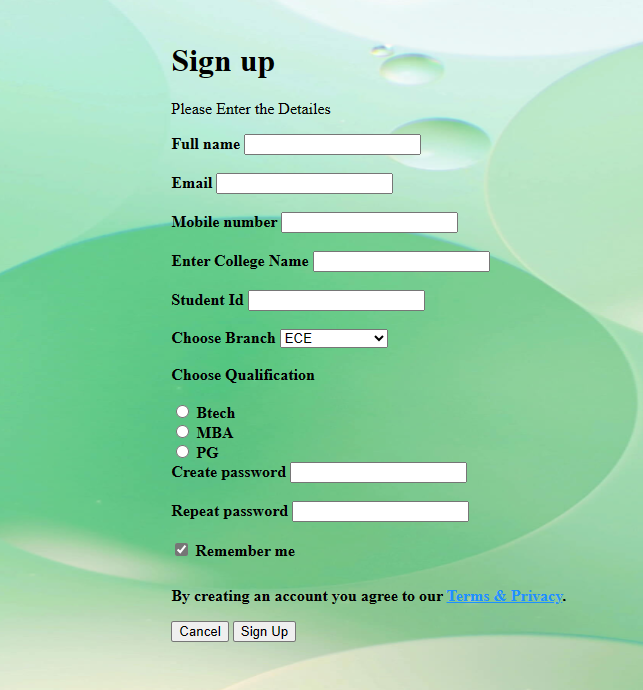 Sign up
Please Enter the Detailes
Full name
Email
Mobile number
Enter College Name
Student Id
Choose Branch ECE
Choose Qualification
Btech
MBA
PG
Create password
Repeat password
Remember me
By creating an account you agree to our Terms & Privacy.
Cancel Sign Up